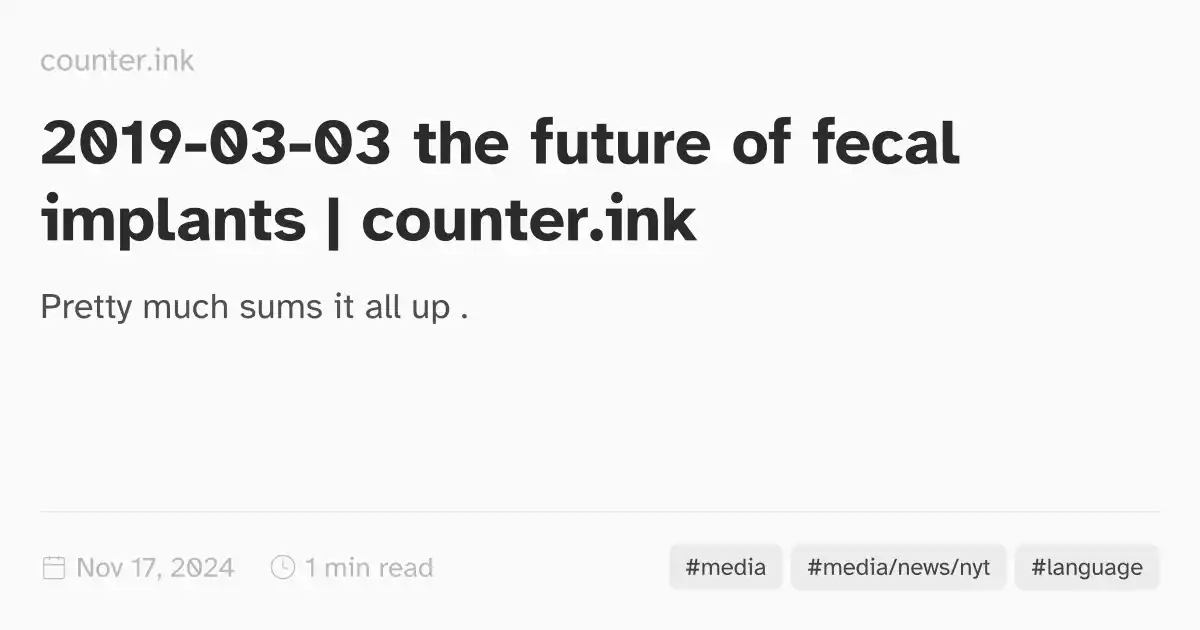 counter.ink
2019-03-03 the future of fecal
implants | counter.ink
Pretty much sums it all up .
Nov 17, 2024 1 min read #media #media/news/nyt #language